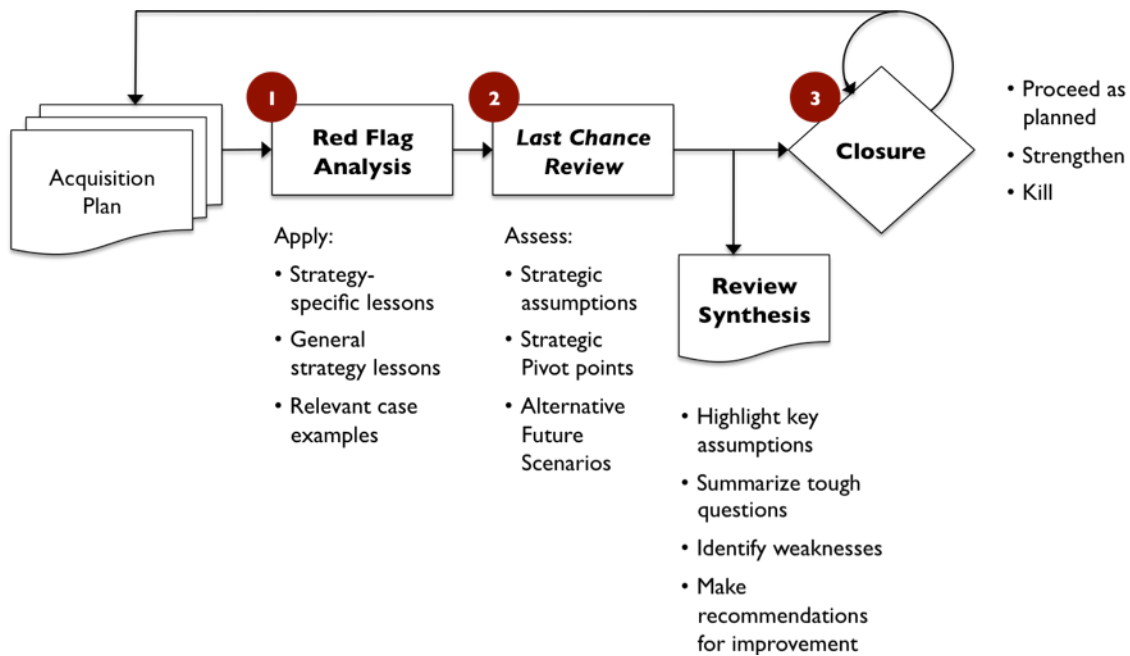 1
2
3
Acquisition
Plan
Red Flag
Analysis
Last Chance
Review
Closure
• Proceed as
planned
• Strengthen
• Kill
Apply:
• Strategy-
specific lessons
• General
strategy lessons
• Relevant case
examples
Assess:
• Strategic
assumptions
• Strategic
Pivot points
• Alternative
Future
Scenarios
Review
Synthesis
• Highlight key
assumptions
• Summarize tough
questions
• Identify weaknesses
• Make
recommendations
for improvement